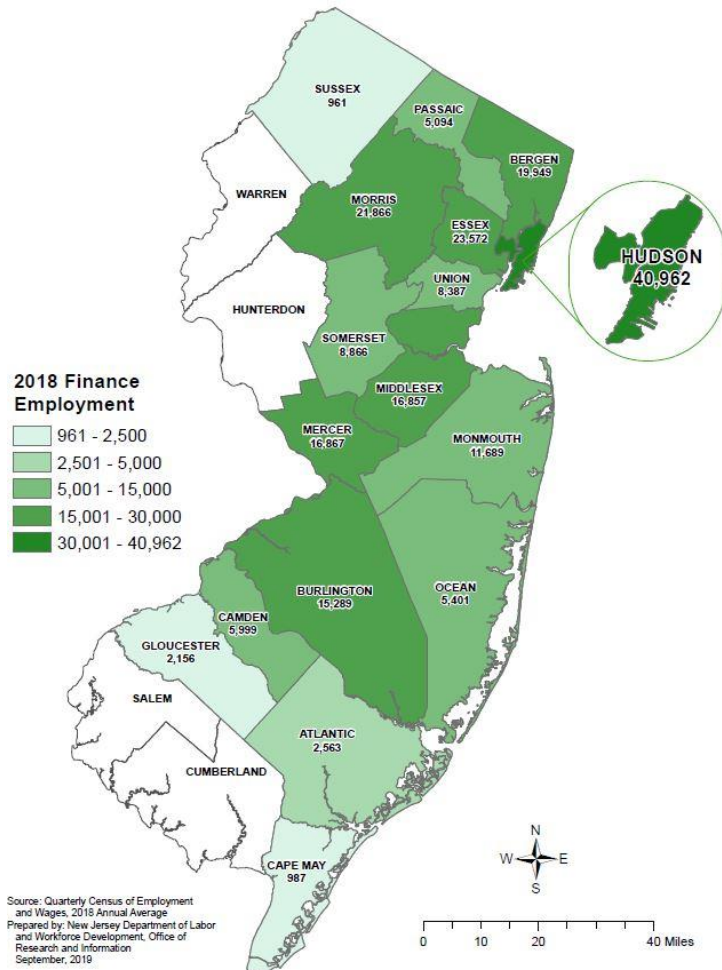 SUSSEX
961
PASSAIC
5,094
BERGEN
19,949
WARREN
MORRIS
21,866
ESSEX
23,572
HUDSON
40,962
UNION
8,387
HUNTERDON
SOMERSET
8,866
2018 Finance
Employment
961 - 2,500
2,501 - 5,000
5,001 - 15,000
15,001 - 30,000
30,001 - 40,962
MIDDLESEX
16,857
MERCER
16,867
MONMOUTH
11,689
BURLINGTON
15,289
OCEAN
5,401
CAMDEN
5,999
GLOUCESTER
2,156
SALEM
ATLANTIC
2,563
CUMBERLAND
CAPE MAY
987
N
W E
S
Source: Quarterly Census of Employment
and Wages, 2018 Annual Average
Prepared by: New Jersey Department of Labor
and Workforce Development, Office of
Research and Information
September, 2019
0 10 20 40 Miles